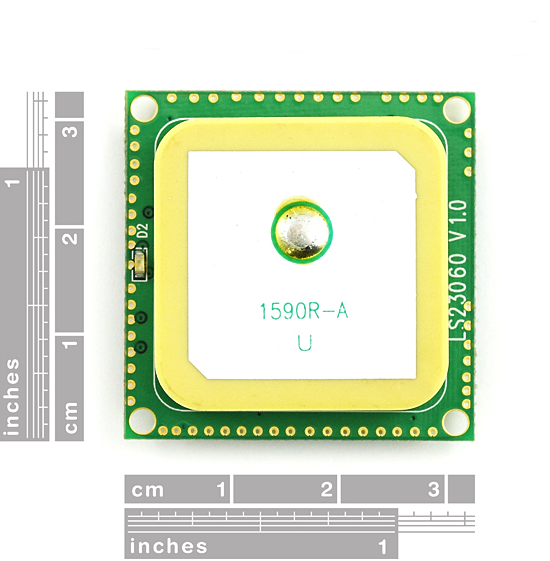 D2
LS23060 V1.0
1590R-A
U
3
2
1
cm
1
inches
cm 1 2 3
inches 1